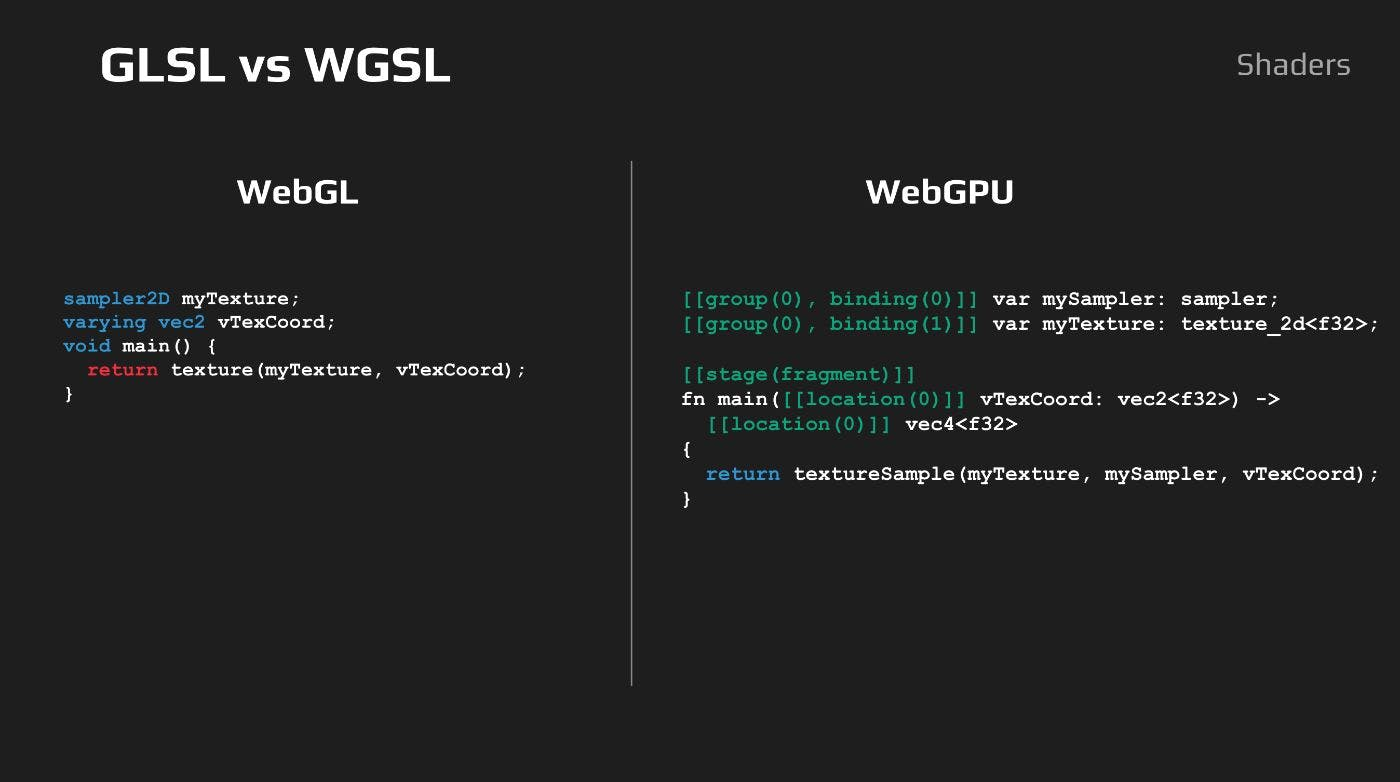 GLSL vs WGSL
Shaders
WebGL
sampler2D myTexture;
varying vec2 vTexCoord;
void main() {
  return texture(myTexture, vTexCoord);
}
WebGPU
[[group(0), binding(0)]] var mySampler: sampler;
[[group(0), binding(1)]] var myTexture: texture_2d<f32>;
[[stage(fragment)]]
fn main([[location(0)]] vTexCoord: vec2<f32>) ->
  [[location(0)]] vec4<f32>
{
  return textureSample(myTexture, mySampler, vTexCoord);
}